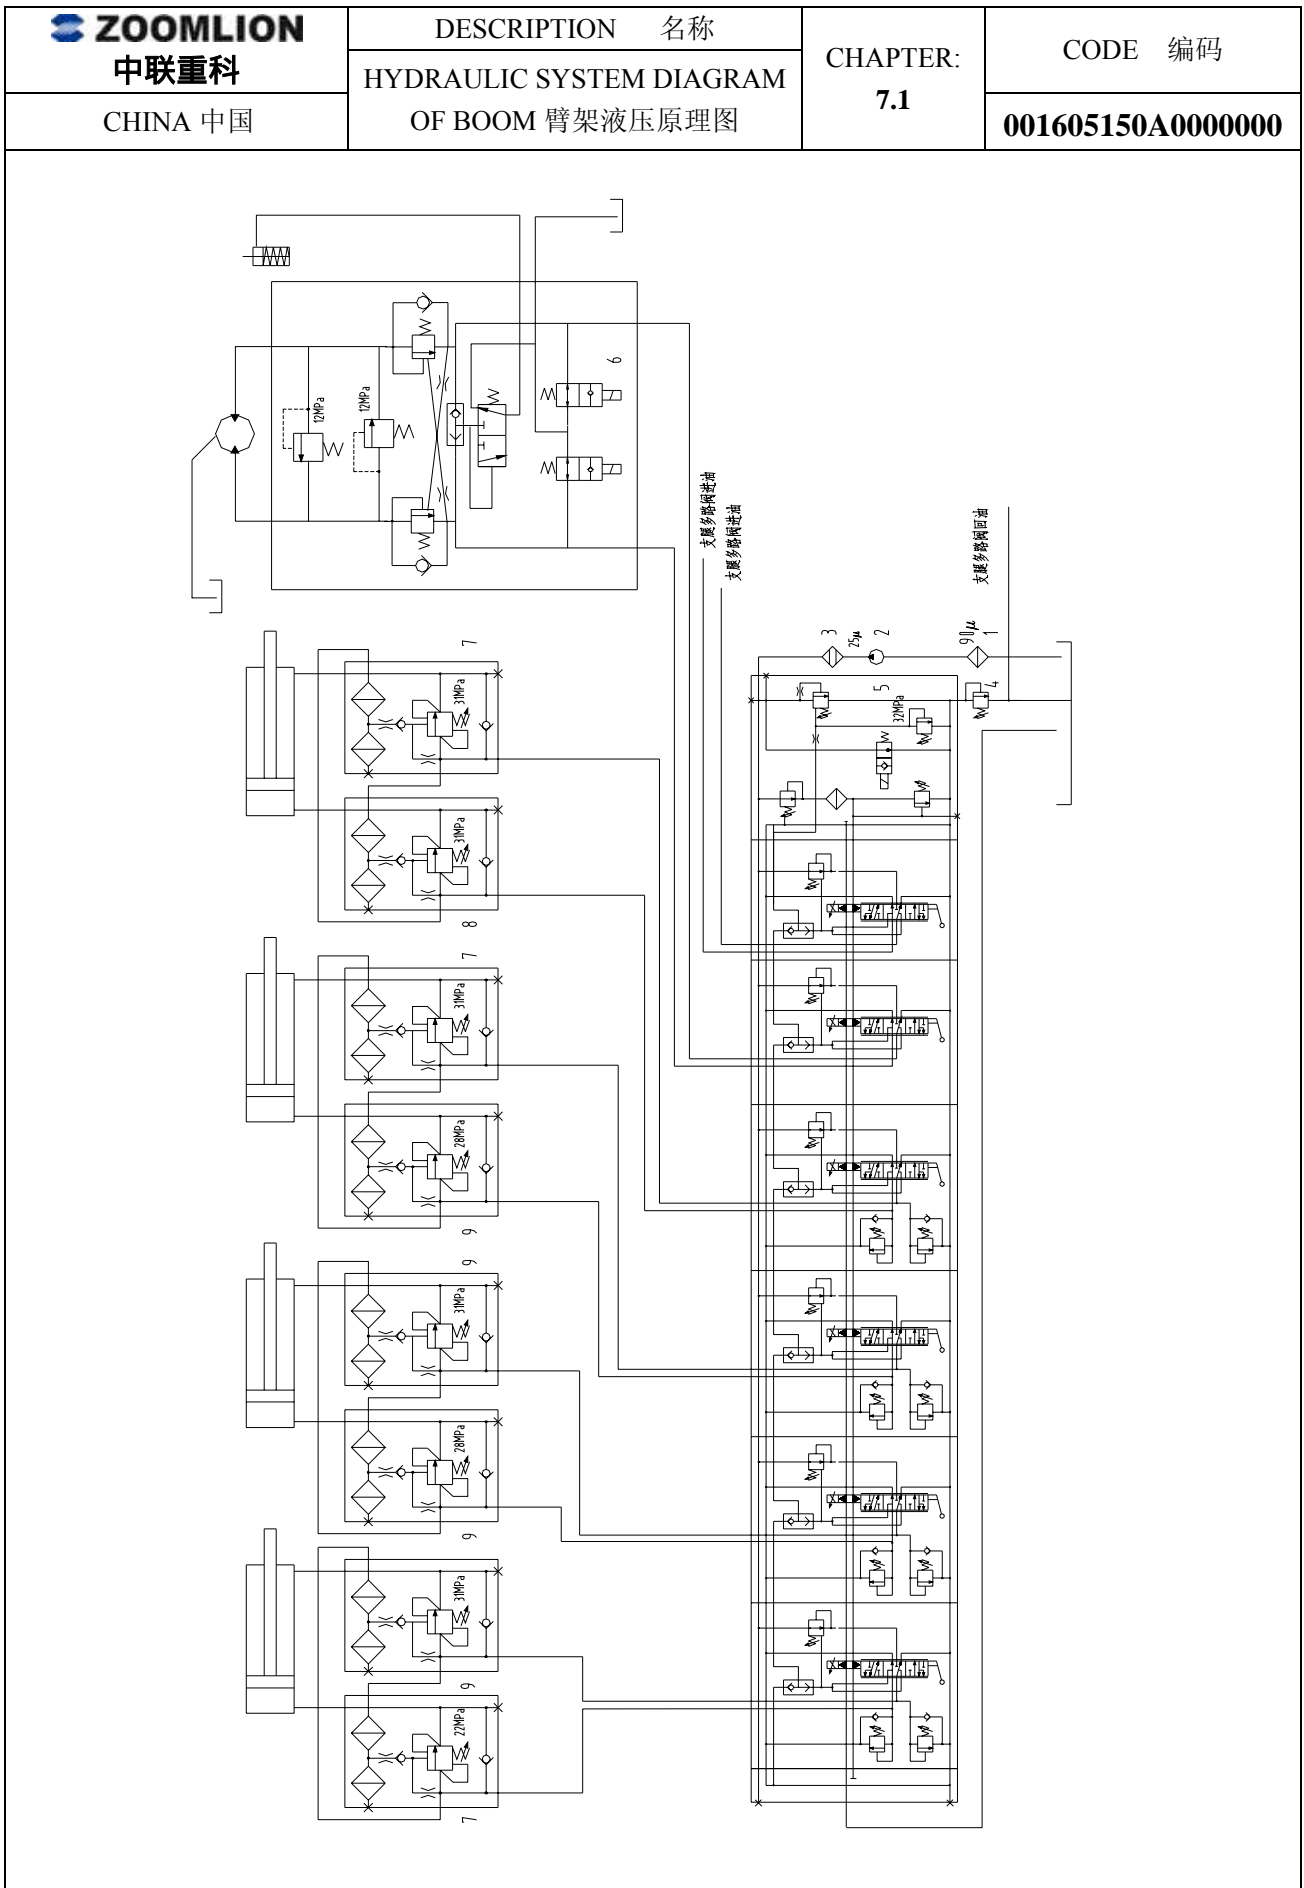 ZOOMLION
中联重科
CHINA 中国
DESCRIPTION 名称
HYDRAULIC SYSTEM DIAGRAM
OF BOOM 臂架液压原理图
CHAPTER:
7.1
CODE 编码
001605150A0000000
12MPa
12MPa
6
支腿多路阀进油
支腿多路阀进油
支腿多路阀回油
3
25μ
2
90μ
1
5
32MPa
4
7
31MPa
31MPa
8
7
31MPa
28MPa
9
9
31MPa
28MPa
9
31MPa
9
22MPa
7